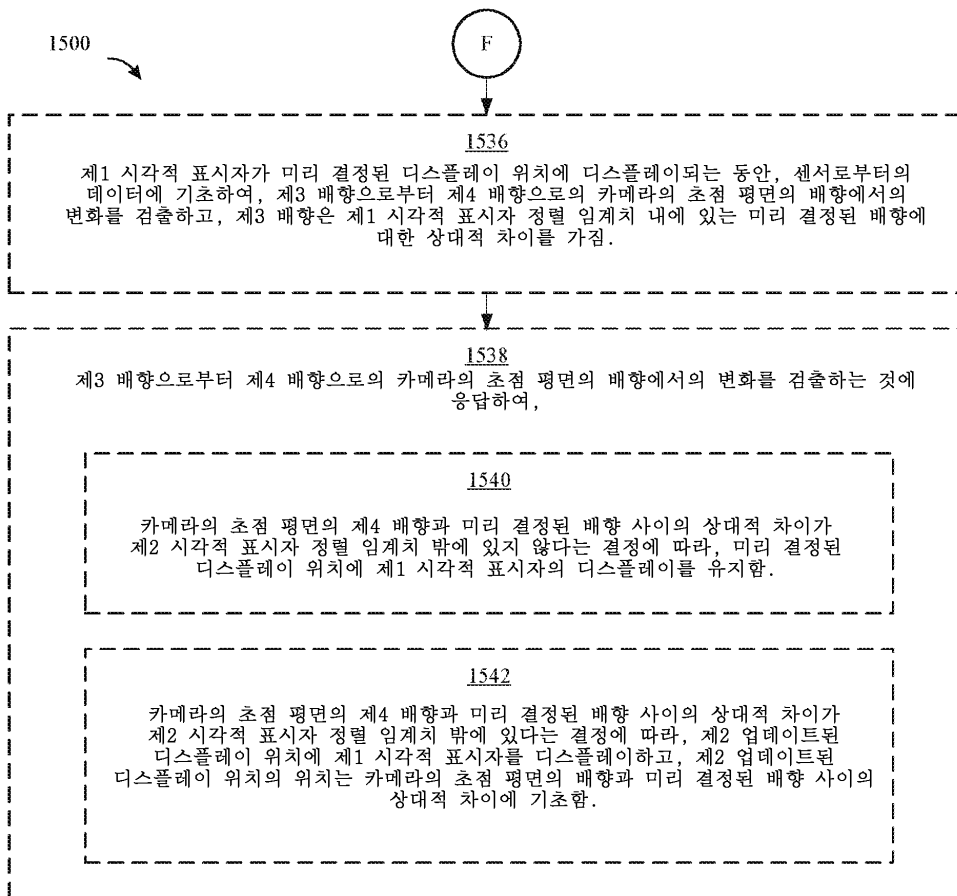 1500
F
1536
제1 시각적 표시자가 미리 결정된 디스플레이 위치에 디스플레이되는 동안, 센서로부터의
데이터에 기초하여, 제3 배향으로부터 제4 배향으로의 카메라의 초점 평면의 배향에서의
변화를 검출하고, 제3 배향은 제1 시각적 표시자 정렬 임계치 내에 있는 미리 결정된 배향에
대한 상대적 차이를 가짐.
1538
제3 배향으로부터 제4 배향으로의 카메라의 초점 평면의 배향에서의 변화를 검출하는 것에
응답하여,
1540
카메라의 초점 평면의 제4 배향과 미리 결정된 배향 사이의 상대적 차이가
제2 시각적 표시자 정렬 임계치 밖에 있지 않다는 결정에 따라, 미리 결정된
디스플레이 위치에 제1 시각적 표시자의 디스플레이를 유지함.
1542
카메라의 초점 평면의 제4 배향과 미리 결정된 배향 사이의 상대적 차이가
제2 시각적 표시자 정렬 임계치 밖에 있다는 결정에 따라, 제2 업데이트된
디스플레이 위치에 제1 시각적 표시자를 디스플레이하고, 제2 업데이트된
디스플레이 위치의 위치는 카메라의 초점 평면의 배향과 미리 결정된 배향 사이의
상대적 차이에 기초함.